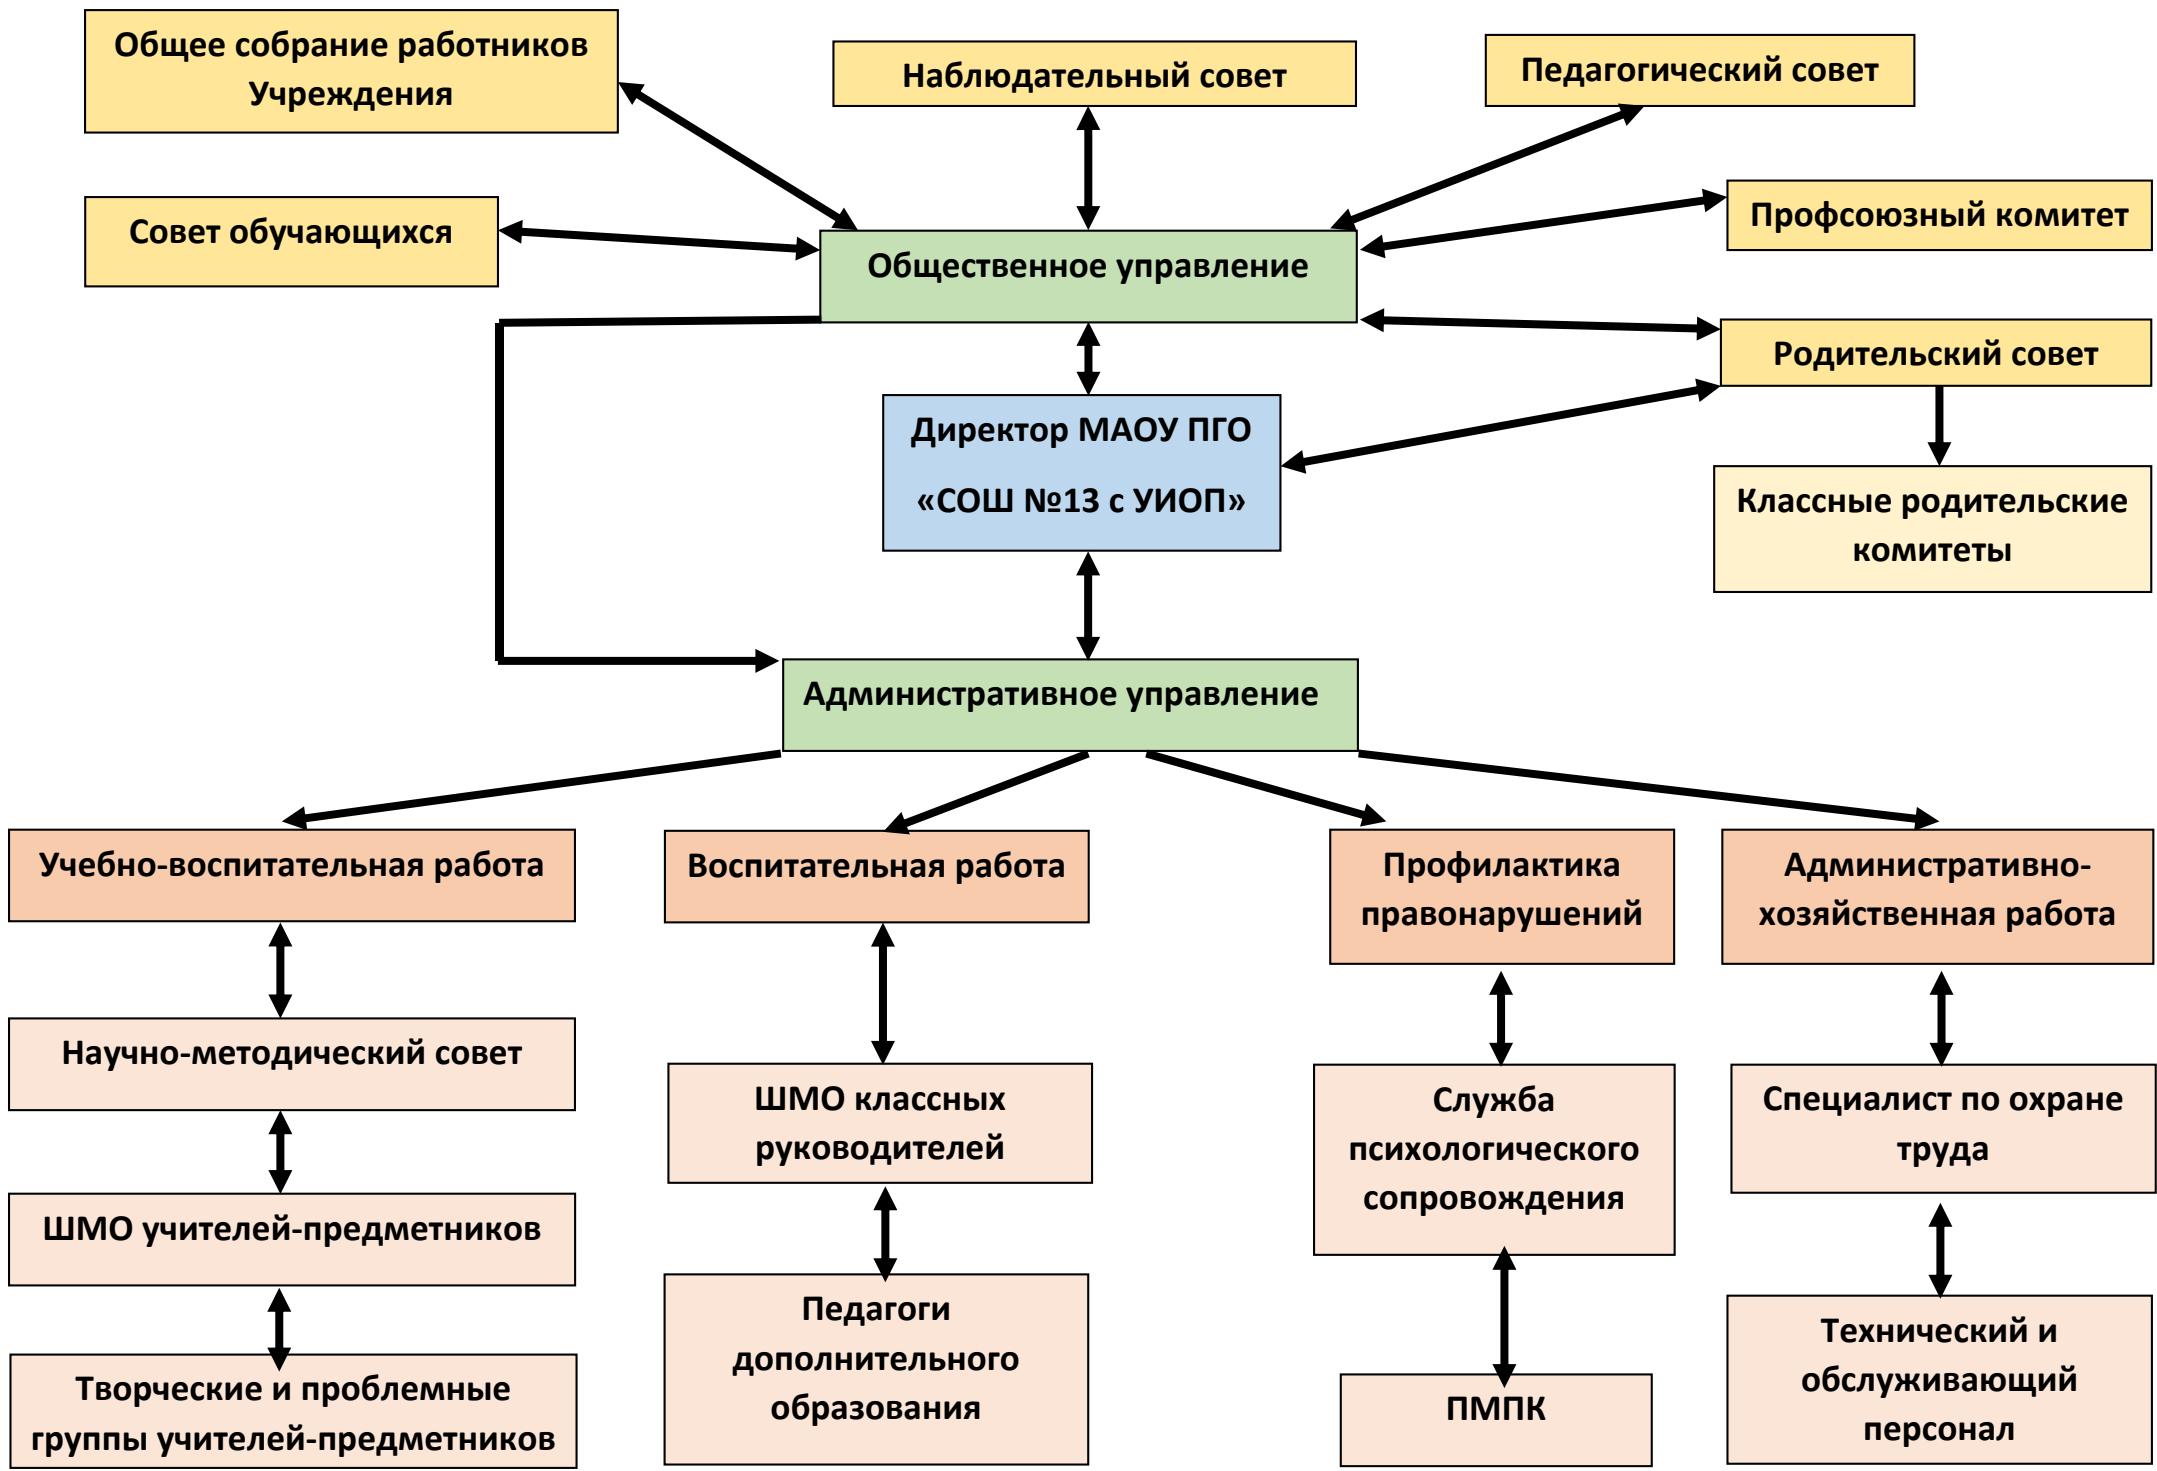 Общее собрание работников
Учреждения
Наблюдательный совет
Педагогический совет
Совет обучающихся
Профсоюзный комитет
Общественное управление
Родительский совет
Директор МАОУ ПГО
«СОШ №13 с УИОП»
Классные родительские
комитеты
Административное управление
Учебно-воспитательная работа
Воспитательная работа
Профилактика
правонарушений
Административно-
хозяйственная работа
Научно-методический совет
ШМО классных
руководителей
Служба
психологического
сопровождения
Специалист по охране
труда
ШМО учителей-предметников
Педагоги
дополнительного
образования
Творческие и проблемные
группы учителей-предметников
ПМПК
Технический и
обслуживающий
персонал